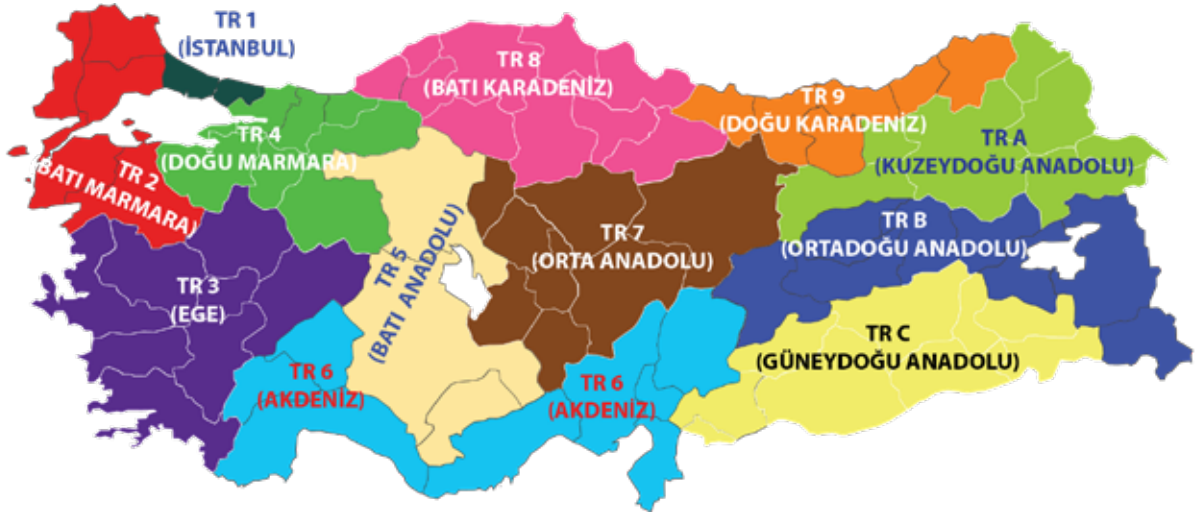 TR 1
(İSTANBUL)
TR 8
(BATI KARADENİZ)
TR 9
(DOĞU KARADENİZ)
TR 4
(DOĞU MARMARA)
TR A
(KUZEYDOĞU ANADOLU)
TR 2
(BATI MARMARA)
TR B
(ORTADOĞU ANADOLU)
TR 5
(BATI ANADOLU)
TR 7
(ORTA ANADOLU)
TR 3
(EGE)
TR C
(GÜNEYDOĞU ANADOLU)
TR 6
(AKDENİZ)
TR 6
(AKDENİZ)